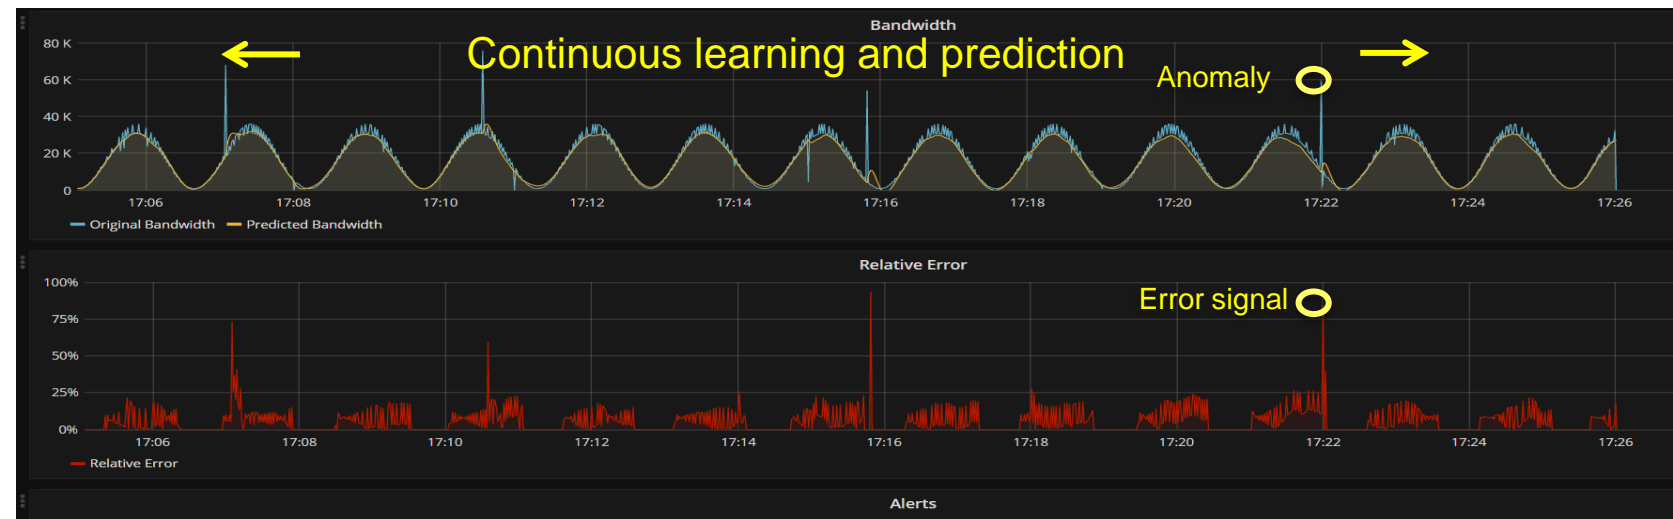 Bandwidth
80 K
Continuous learning and prediction
60 K
Anomaly
40 K
20 K
0
17:06 17:08 17:10 17:12 17:14 17:16 17:18 17:20 17:22 17:24 17:26
Original Bandwidth Predicted Bandwidth
Relative Error
100%
Error signal
75%
50%
25%
0%
17:06 17:08 17:10 17:12 17:14 17:16 17:18 17:20 17:22 17:24 17:26
Relative Error
Alerts